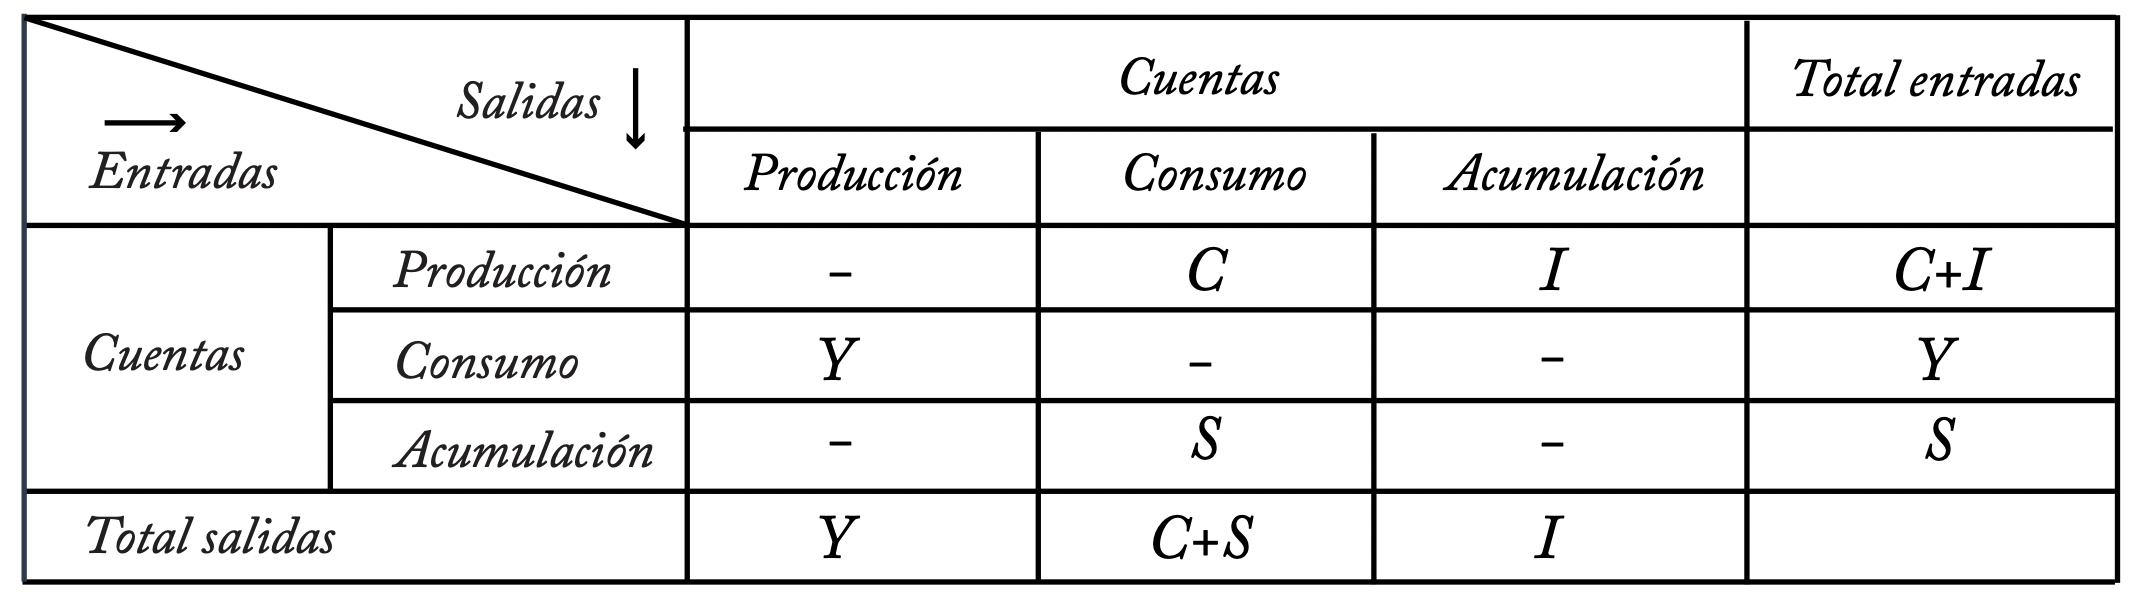 Salidas Cuentas Total entradas
Entradas Producción Consumo Acumulación
Producción – C I C+I
Cuentas Consumo Y – – Y
Acumulación – S – S
Total salidas Y C+S I